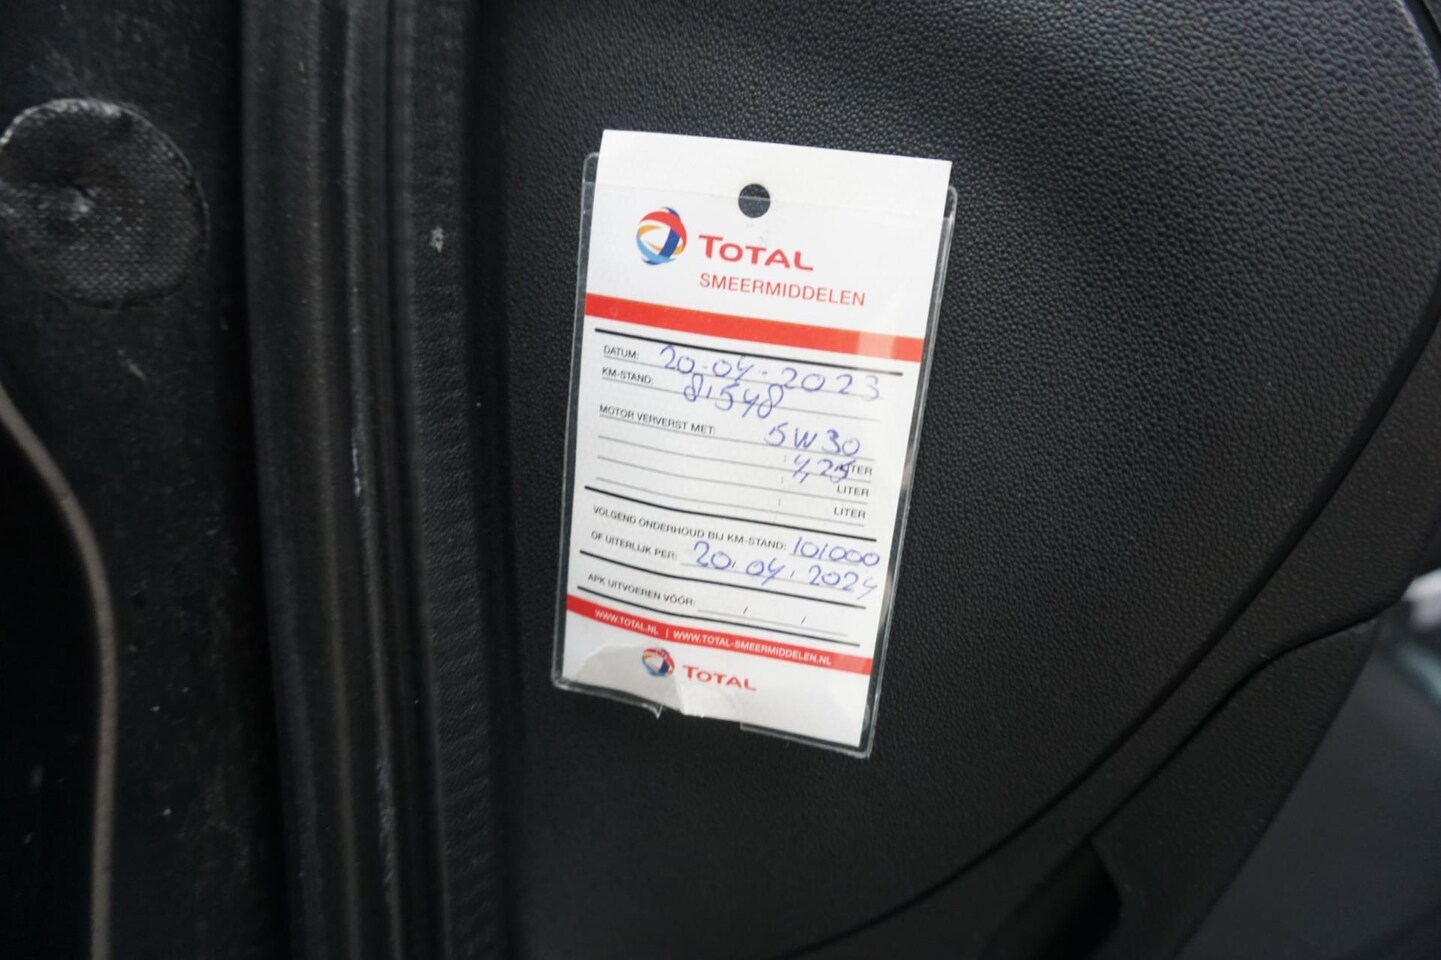 TOTAL
SMEERMIDDELEN
DATUM: 20-04-2023
KM-STAND: 81548
MOTOR VERVERST MET: 5W30
: 4,25 LITER
: LITER
: LITER
VOLGEND ONDERHOUD BIJ KM-STAND: 101000
OF UITERLIJK PER: 20.04.2024
APK UITVOEREN VÓÓR: / /
WWW.TOTAL.NL | WWW.TOTAL-SMEERMIDDELEN.NL
TOTAL